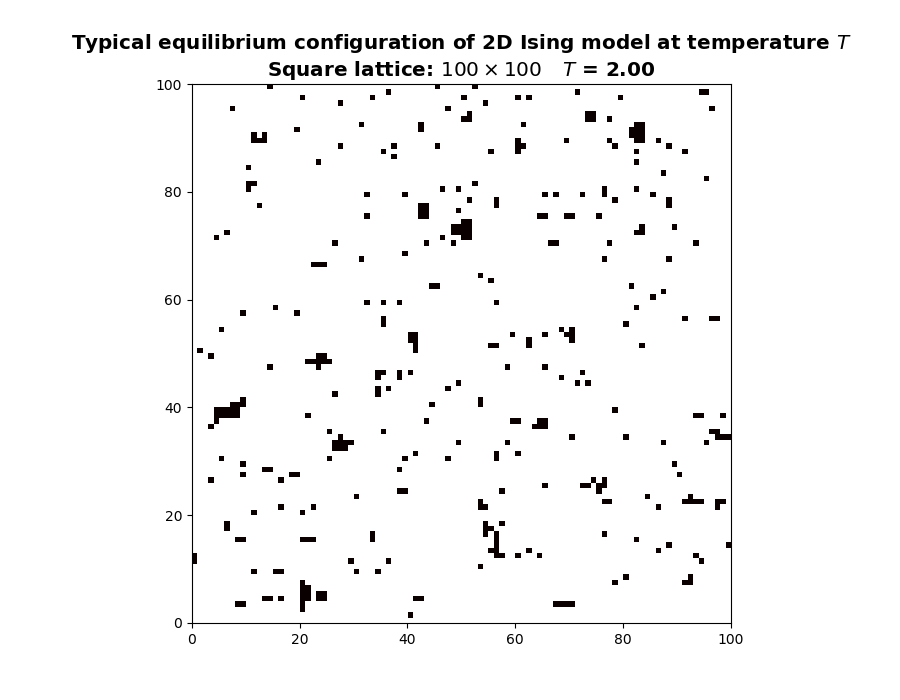 Typical equilibrium configuration of 2D Ising model at temperature T
Square lattice: 100 × 100 T = 2.00
100
80
60
40
20
0
0 20 40 60 80 100